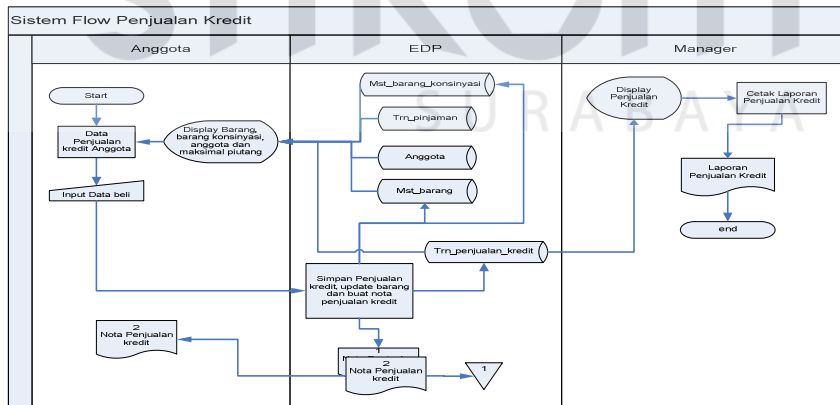 Sistem Flow Penjualan Kredit
Anggota
EDP
Manager
Start
Data
Penjualan
kredit Anggota
Input Data beli
Display Barang,
barang konsinyasi,
anggota dan
maksimal piutang
Mst_barang_konsinyasi
Trn_pinjaman
Anggota
Mst_barang
Trn_penjualan_kredit
Simpan Penjualan
kredit, update barang
dan buat nota
penjualan kredit
2
Nota Penjualan
kredit
1
2
Nota Penjualan
kredit
1
Display
Penjualan
Kredit
Cetak Laporan
Penjualan Kredit
Laporan
Penjualan Kredit
end
SURABAYA